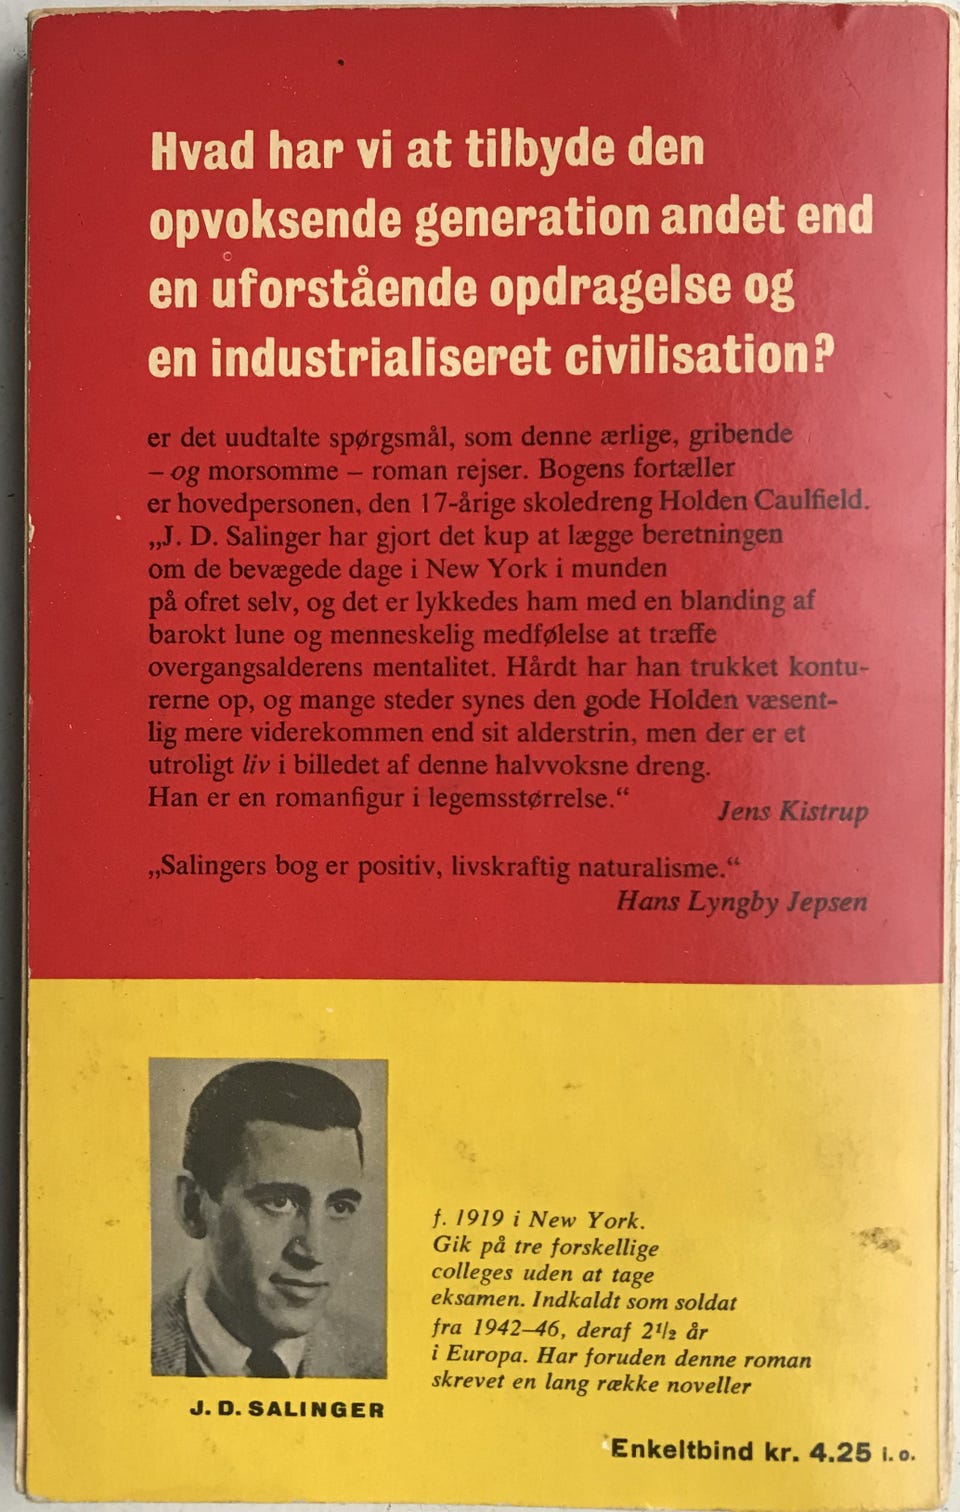 Hvad har vi at tilbyde den
opvoksende generation andet end
en uforstående opdragelse og
en industrialiseret civilisation?
er det uudtalte spørgsmål, som denne ærlige, gribende
– og morsomme – roman rejser. Bogens fortæller
er hovedpersonen, den 17-årige skoledreng Holden Caulfield.
„J. D. Salinger har gjort det kup at lægge beretningen
om de bevægede dage i New York i munden
på ofret selv, og det er lykkedes ham med en blanding af
barokt lune og menneskelig medfølelse at træffe
overgangsalderens mentalitet. Hårdt har han trukket kontu-
rerne op, og mange steder synes den gode Holden væsent-
lig mere viderekommen end sit alderstrin, men der er et
utroligt liv i billedet af denne halvvoksne dreng.
Han er en romanfigur i legemsstørrelse.“
Jens Kistrup
„Salingers bog er positiv, livskraftig naturalisme.“
Hans Lyngby Jepsen
f. 1919 i New York.
Gik på tre forskellige
colleges uden at tage
eksamen. Indkaldt som soldat
fra 1942–46, deraf 2½ år
i Europa. Har foruden denne roman
skrevet en lang række noveller
J. D. SALINGER
Enkeltbind kr. 4.25 i.o.